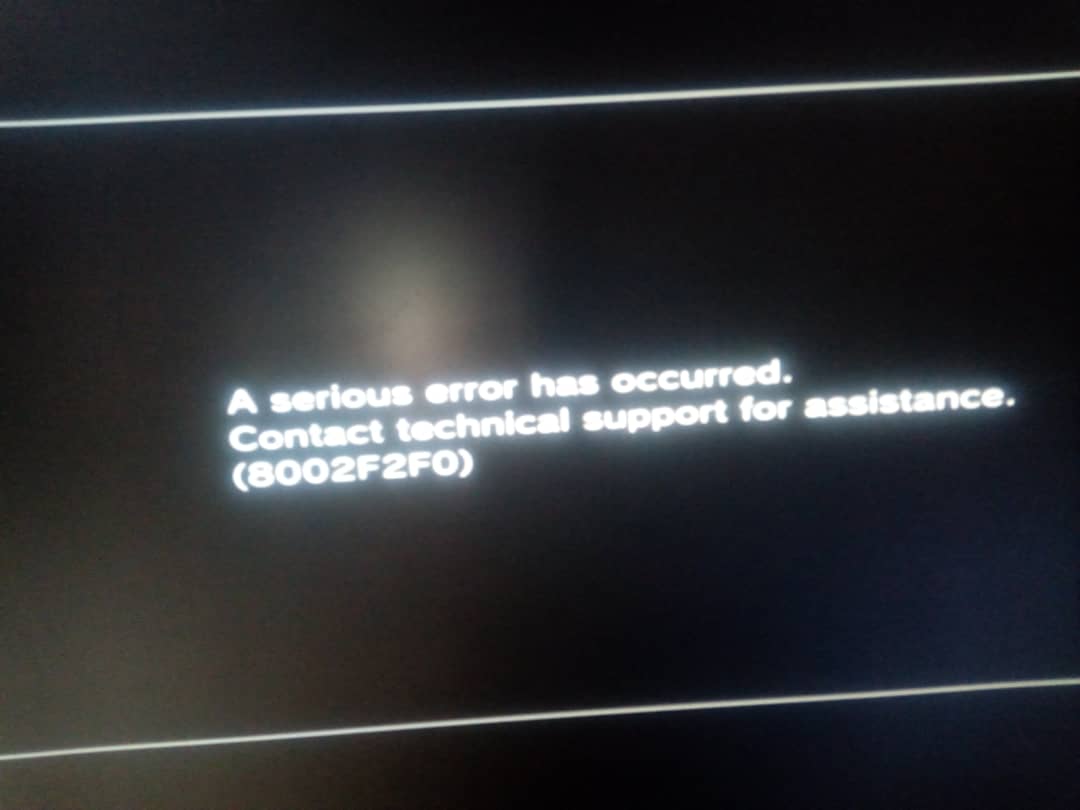 A serious error has occurred.
Contact technical support for assistance.
(8002F2F0)